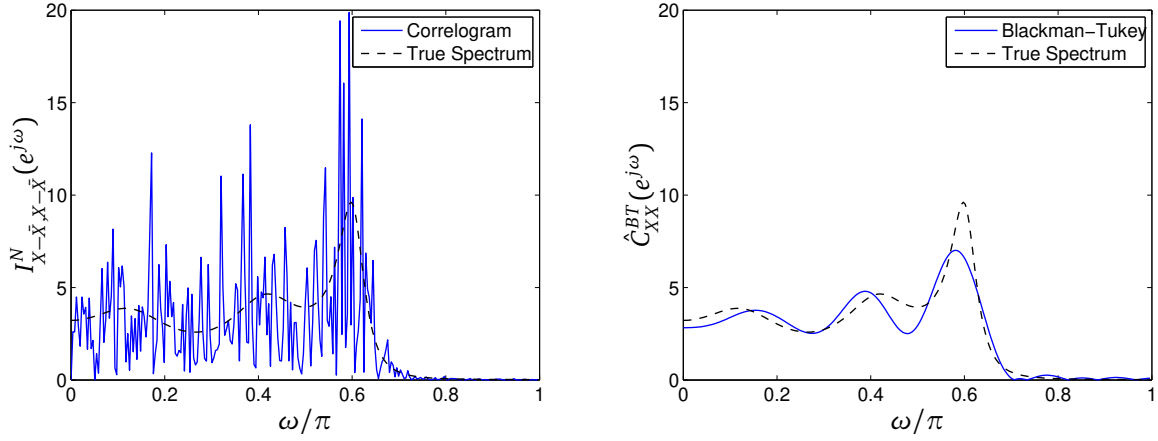 20
15
10
5
0
0
0.2
0.4
0.6
0.8
1
ω/π
I^N_{X−X̄,X−X̄}(e^{jω})
Correlogram
True Spectrum
20
15
10
5
0
0
0.2
0.4
0.6
0.8
1
ω/π
Ĉ^{BT}_{XX}(e^{jω})
Blackman−Tukey
True Spectrum